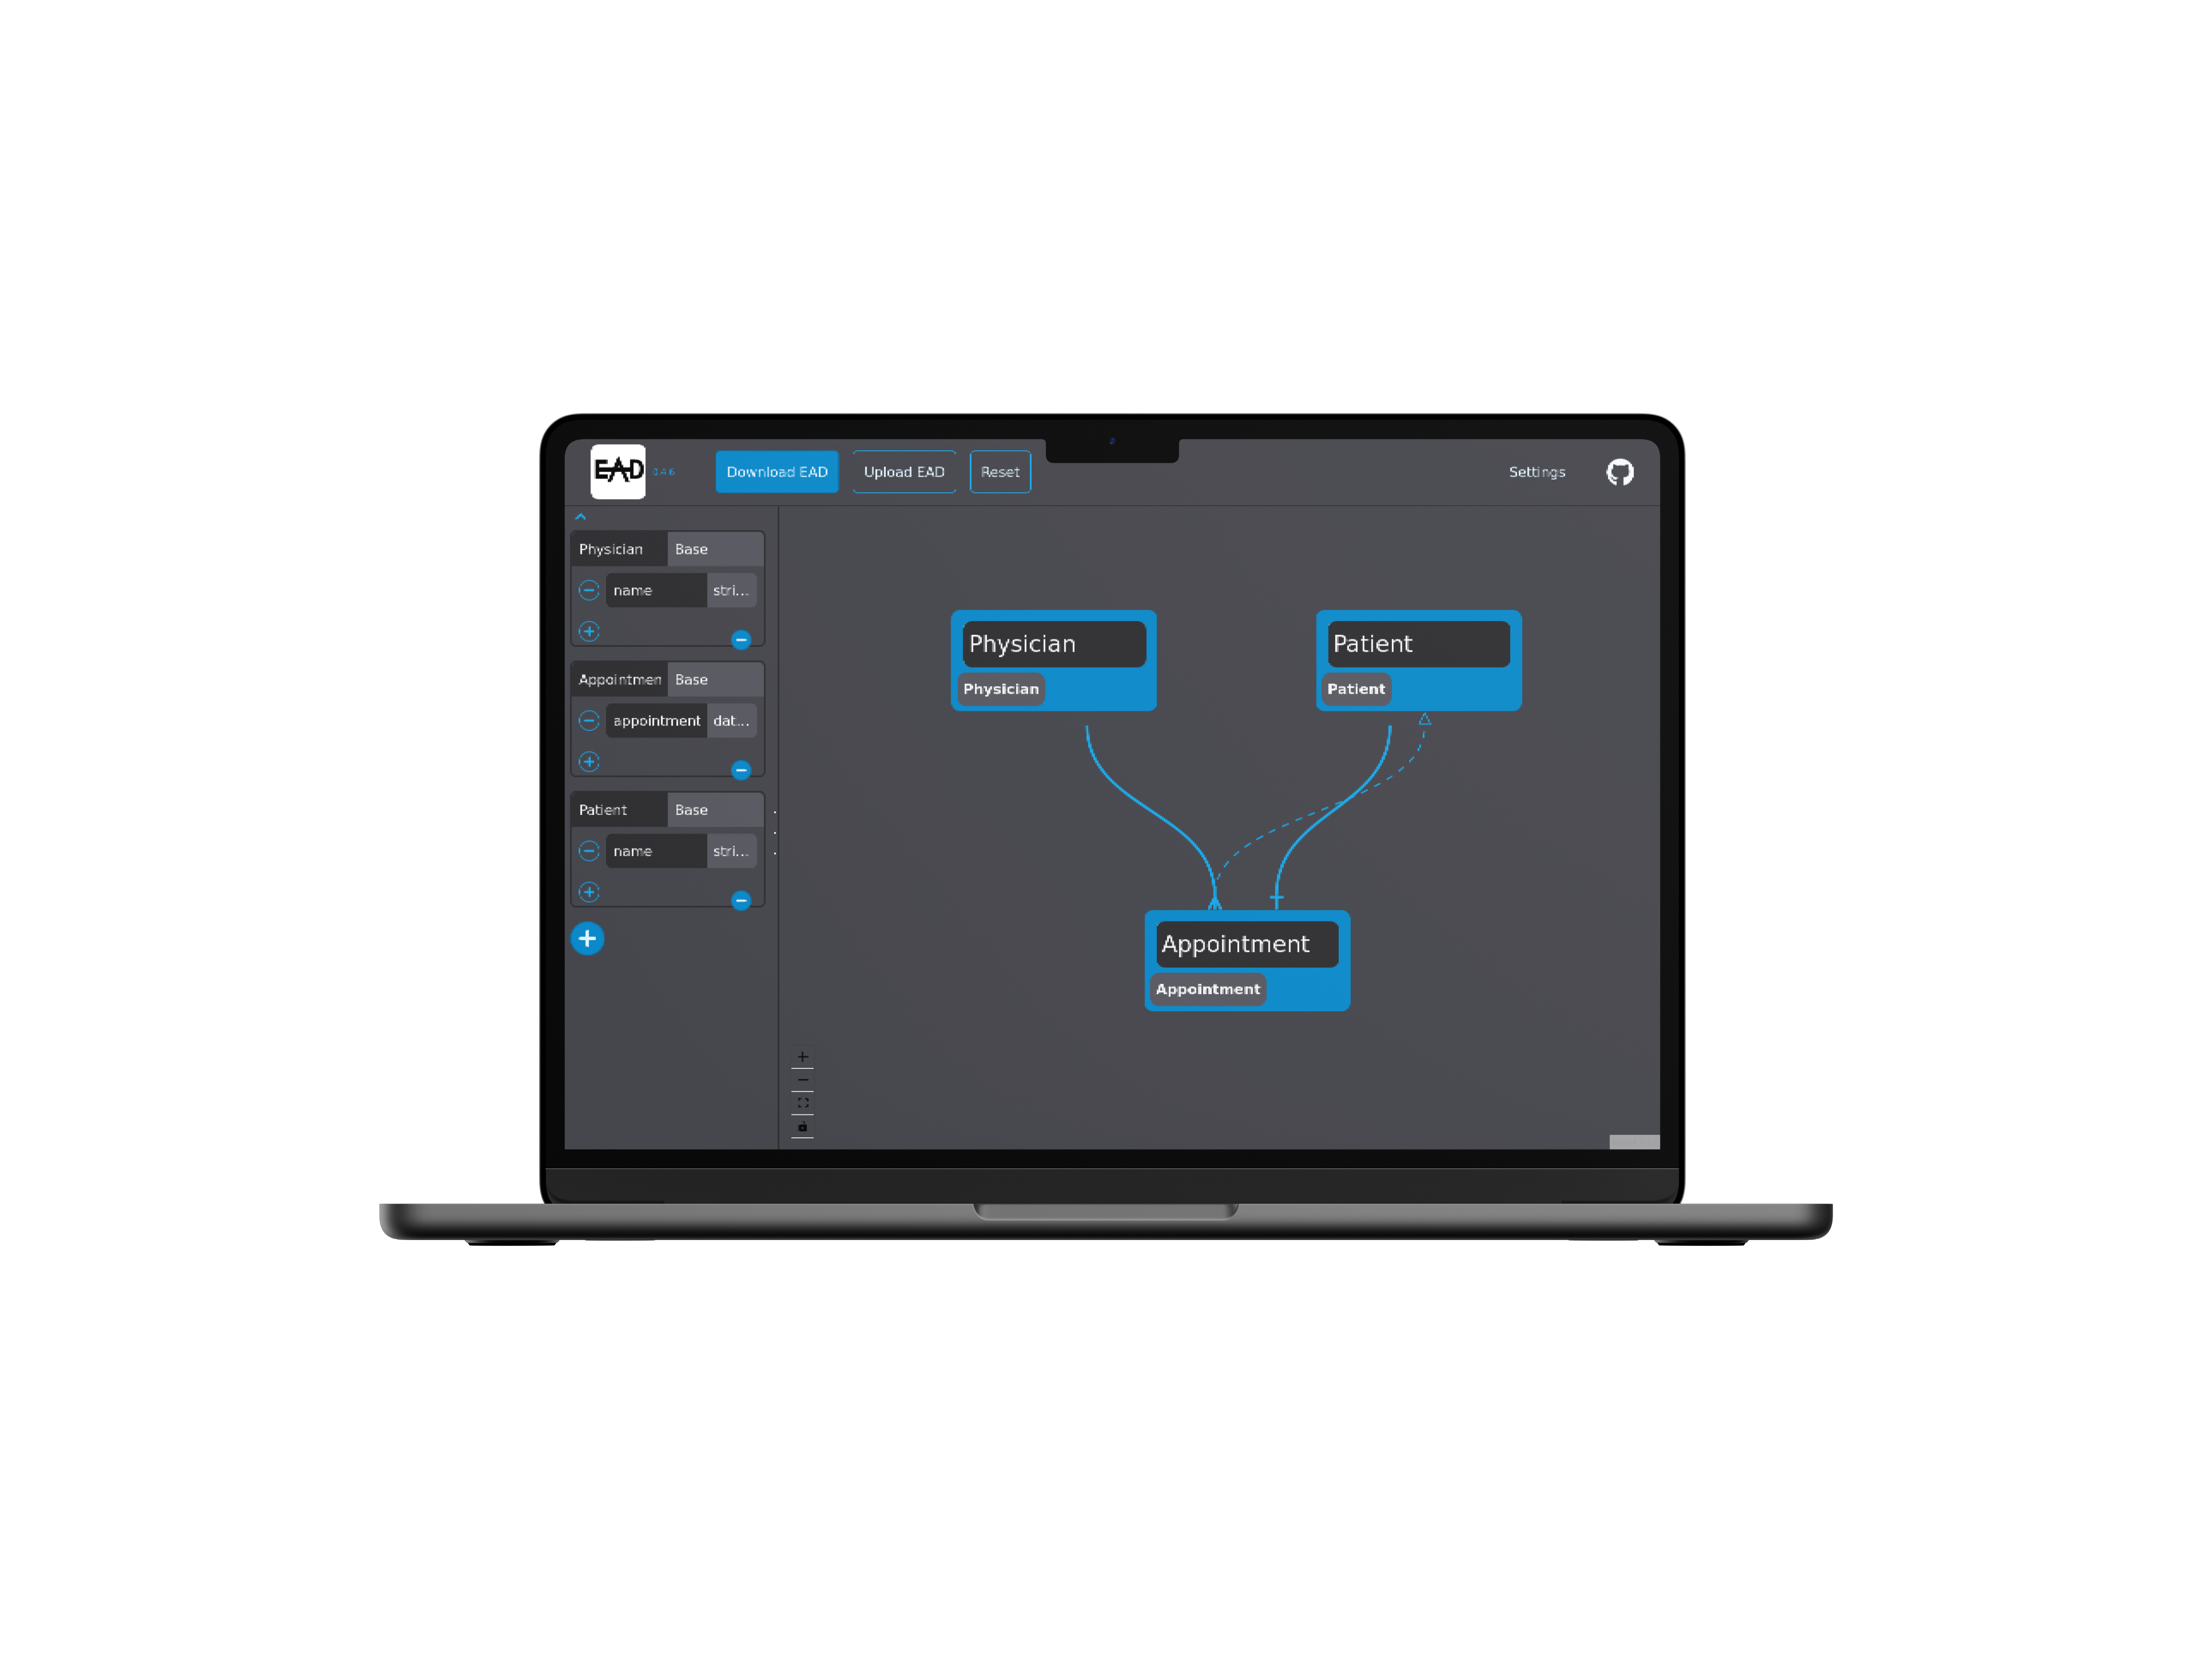 EAD 0.4.6 Download EAD Upload EAD Reset Settings
Physician Base
name stri...
Appointmen Base
appointment dat...
Patient Base
name stri...
Physician
Physician
Patient
Patient
Appointment
Appointment